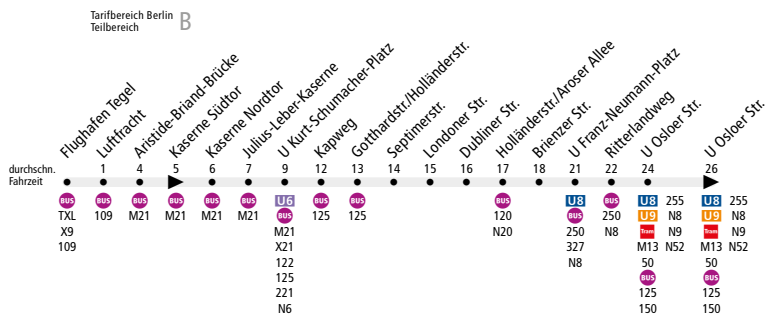 Tarifbereich Berlin
Teilbereich B
Flughafen Tegel
Luftfracht
Aristide-Briand-Brücke
Kaserne Südtor
Kaserne Nordtor
Julius-Leber-Kaserne
U Kurt-Schumacher-Platz
Kapweg
Gotthardstr./Holländerstr.
Septimerstr.
Londoner Str.
Dubliner Str.
Holländerstr./Aroser Allee
Brienzer Str.
U Franz-Neumann-Platz
Ritterlandweg
U Osloer Str.
U Osloer Str.
durchschn. 1 4 5 6 7 9 12 13 14 15 16 17 18 21 22 24 26
Fahrzeit
BUS BUS BUS BUS BUS BUS U6 BUS BUS BUS U8 BUS U8 255 U8 255
TXL 109 M21 M21 M21 M21 BUS 125 125 120 BUS 250 U9 N8 U9 N8
X9 M21 N20 250 N8 Tram N9 Tram N9
109 X21 327 M13 N52 M13 N52
122 N8 50 50
125 BUS BUS
221 125 125
N6 150 150